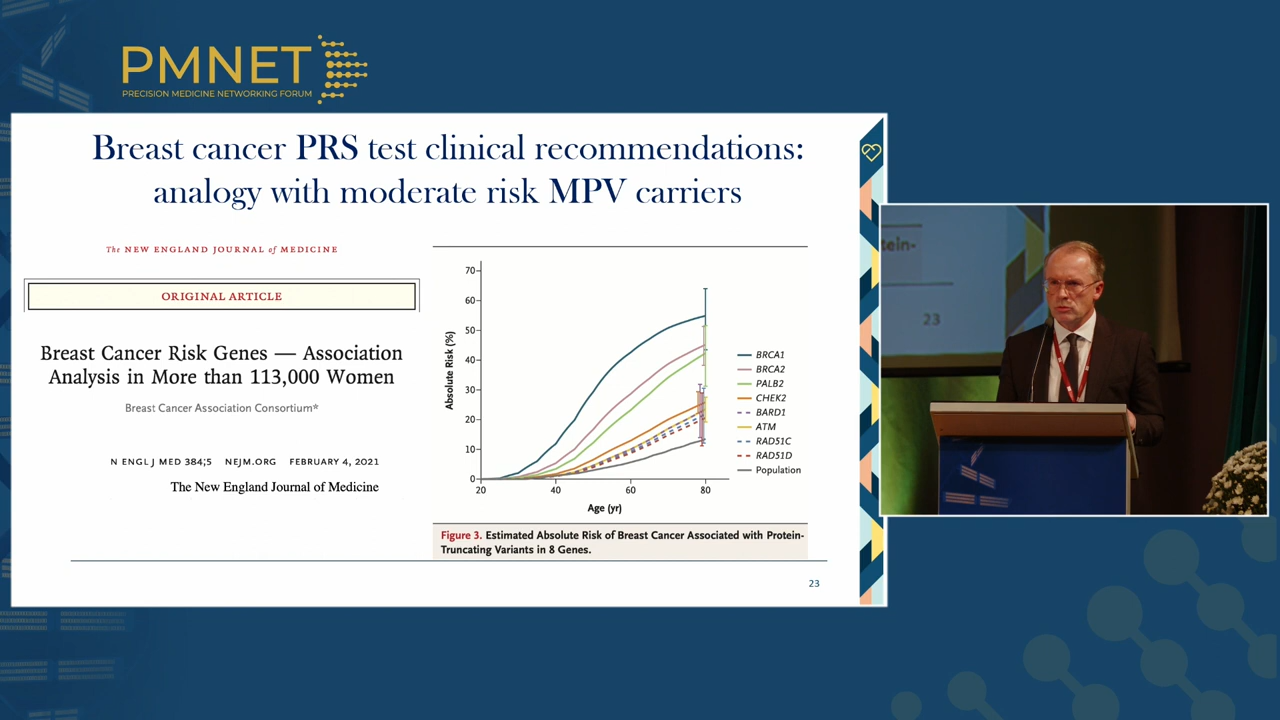 PMNET
PRECISION MEDICINE NETWORKING FORUM
Breast cancer PRS test clinical recommendations:
analogy with moderate risk MPV carriers
The NEW ENGLAND JOURNAL of MEDICINE
ORIGINAL ARTICLE
Breast Cancer Risk Genes — Association
Analysis in More than 113,000 Women
Breast Cancer Association Consortium*
N ENGL J MED 384;5 NEJM.ORG FEBRUARY 4, 2021
The New England Journal of Medicine
Absolute Risk (%)
70
60
50
40
30
20
10
0
20 40 60 80
Age (yr)
BRCA1
BRCA2
PALB2
CHEK2
BARD1
ATM
RAD51C
RAD51D
Population
Figure 3. Estimated Absolute Risk of Breast Cancer Associated with Protein-
Truncating Variants in 8 Genes.
23
tein-
23